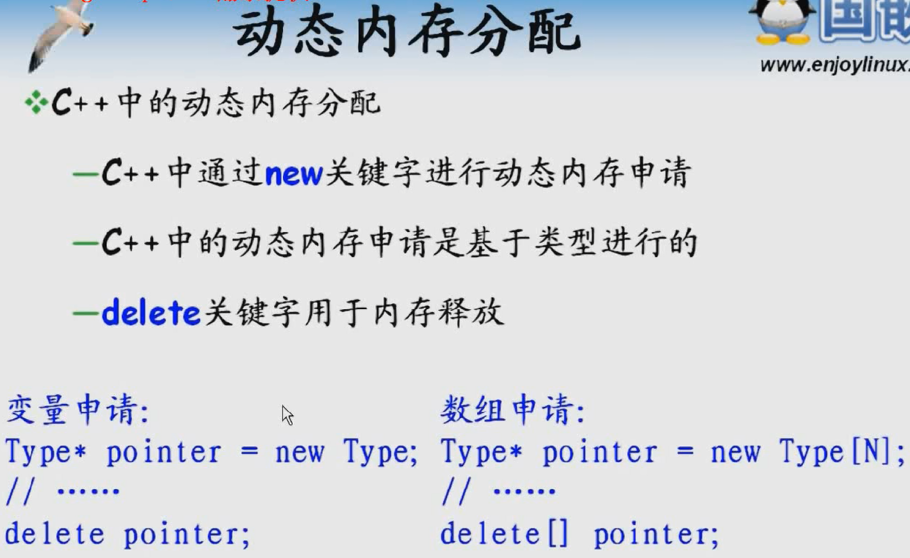 动态内存分配
www.enjoylinux.
❖C++中的动态内存分配
—C++中通过new关键字进行动态内存申请
—C++中的动态内存申请是基于类型进行的
—delete关键字用于内存释放
变量申请:
Type* pointer = new Type;
// ……
delete pointer;
数组申请:
Type* pointer = new Type[N];
// ……
delete[] pointer;